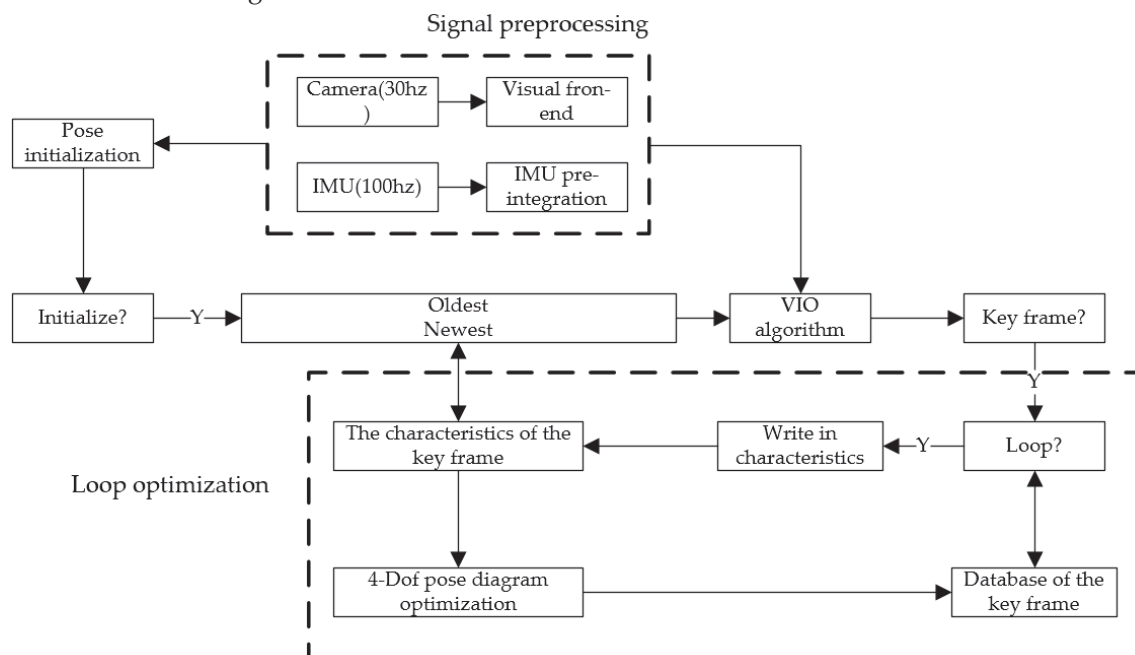 Signal preprocessing
Camera(30hz
)
Visual fron-
end
Pose
initialization
IMU(100hz)
IMU pre-
integration
Initialize?
Y
Oldest
Newest
VIO
algorithm
Key frame?
Y
The characteristics of the
key frame
Write in
characteristics
Y
Loop?
Loop optimization
4-Dof pose diagram
optimization
Database of the
key frame